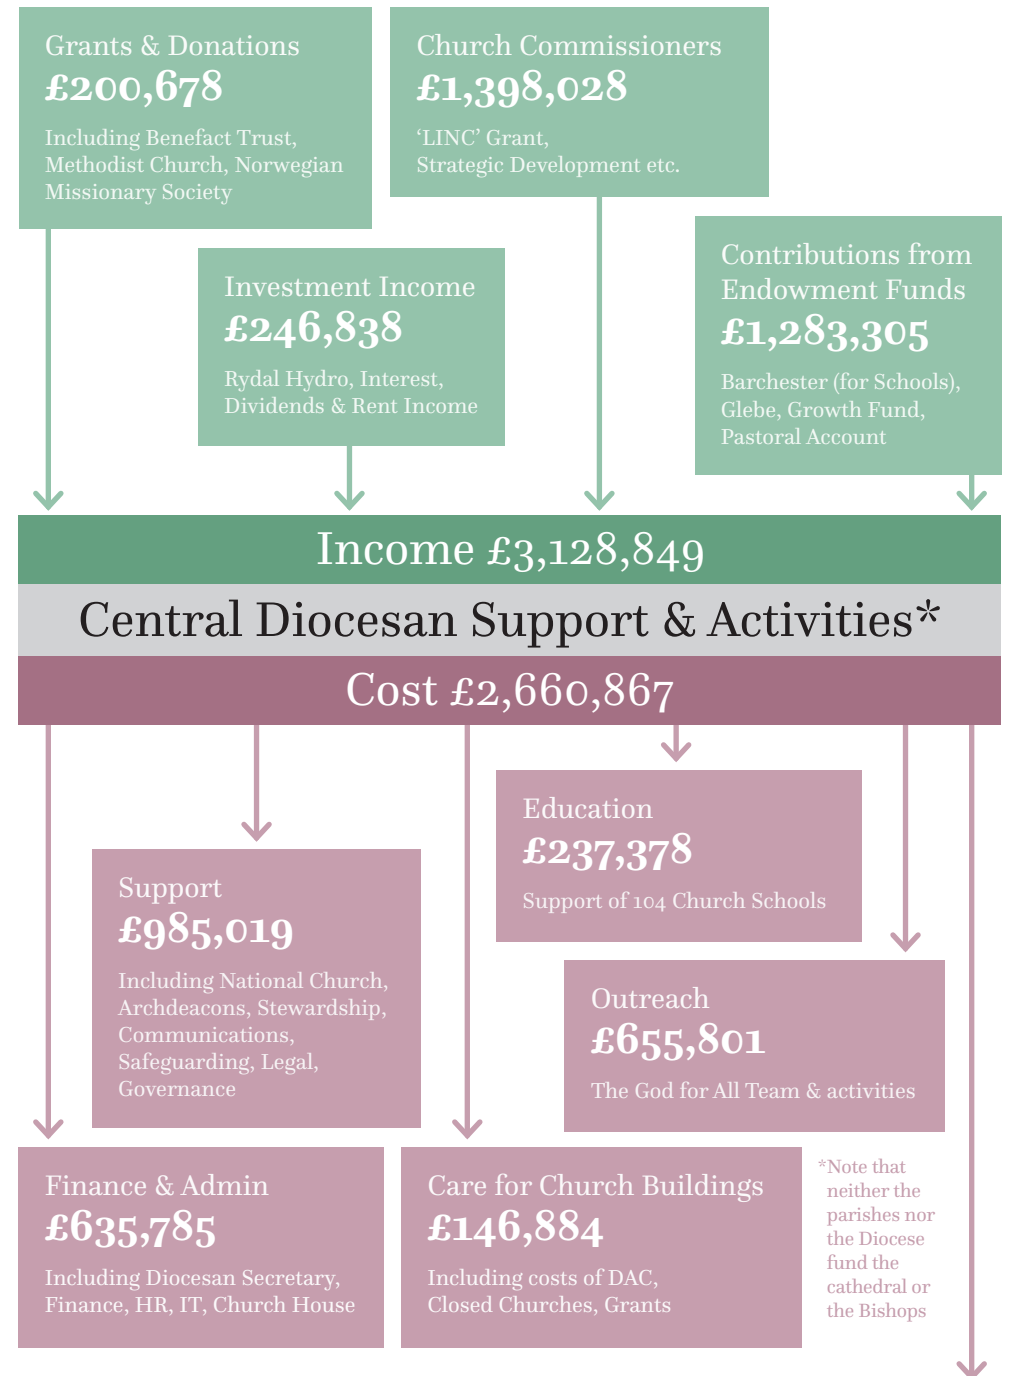 Grants & Donations
£200,678
Including Benefact Trust,
Methodist Church, Norwegian
Missionary Society
Church Commissioners
£1,398,028
‘LINC’ Grant,
Strategic Development etc.
Investment Income
£246,838
Rydal Hydro, Interest,
Dividends & Rent Income
Contributions from
Endowment Funds
£1,283,305
Barchester (for Schools),
Glebe, Growth Fund,
Pastoral Account
Income £3,128,849
Central Diocesan Support & Activities*
Cost £2,660,867
Education
£237,378
Support of 104 Church Schools
Support
£985,019
Including National Church,
Archdeacons, Stewardship,
Communications,
Safeguarding, Legal,
Governance
Outreach
£655,801
The God for All Team & activities
Finance & Admin
£635,785
Including Diocesan Secretary,
Finance, HR, IT, Church House
Care for Church Buildings
£146,884
Including costs of DAC,
Closed Churches, Grants
*Note that
neither the
parishes nor
the Diocese
fund the
cathedral or
the Bishops